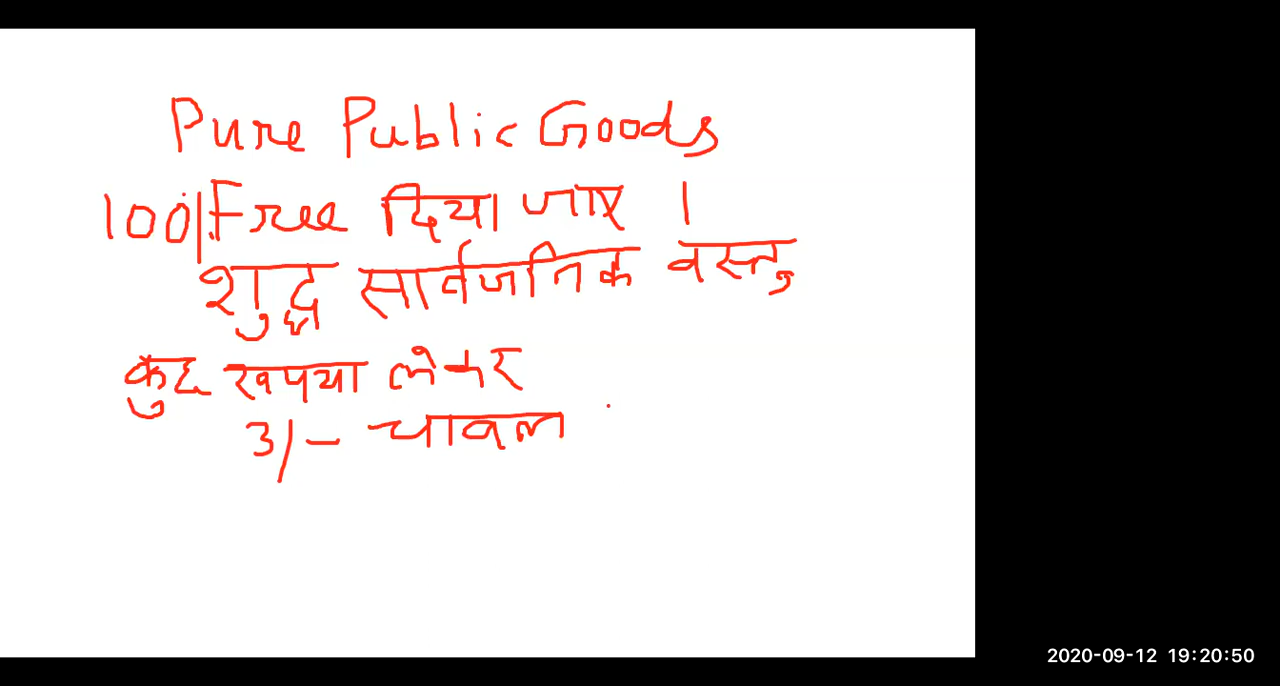 Pure Public Goods
100% Free दिया जाए ।
शुद्ध सार्वजनिक वस्तु
कुछ रुपया लेकर
3/- चावल
2020-09-12 19:20:50